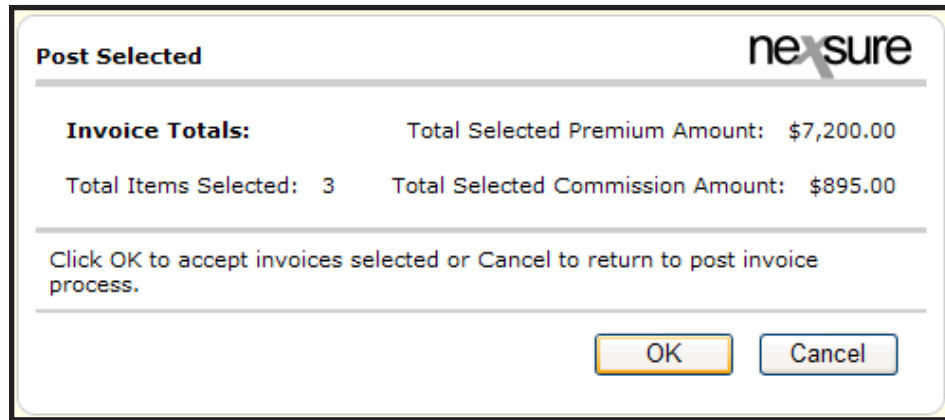 Post Selected
nexsure
Invoice Totals: Total Selected Premium Amount: $7,200.00
Total Items Selected: 3 Total Selected Commission Amount: $895.00
Click OK to accept invoices selected or Cancel to return to post invoice
process.
OK Cancel